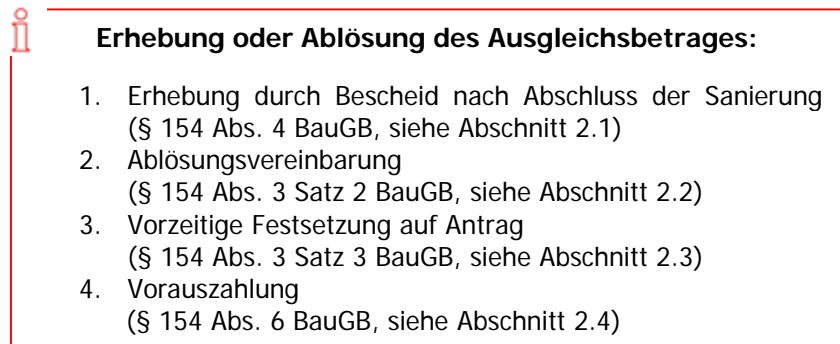 Erhebung oder Ablösung des Ausgleichsbetrages:
1. Erhebung durch Bescheid nach Abschluss der Sanierung
(§ 154 Abs. 4 BauGB, siehe Abschnitt 2.1)
2. Ablösungsvereinbarung
(§ 154 Abs. 3 Satz 2 BauGB, siehe Abschnitt 2.2)
3. Vorzeitige Festsetzung auf Antrag
(§ 154 Abs. 3 Satz 3 BauGB, siehe Abschnitt 2.3)
4. Vorauszahlung
(§ 154 Abs. 6 BauGB, siehe Abschnitt 2.4)